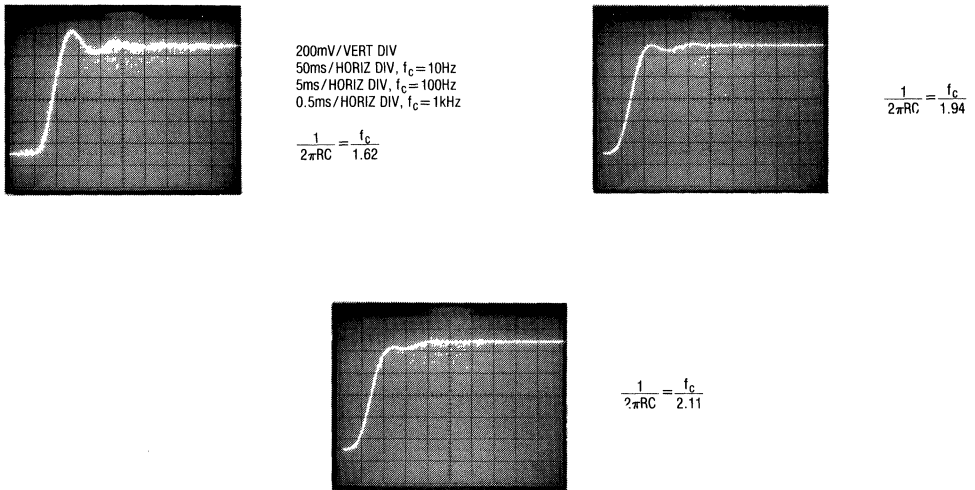 200mV/VERT DIV
50ms/HORIZ DIV, fc=10Hz
5ms/HORIZ DIV, fc=100Hz
0.5ms/HORIZ DIV, fc=1kHz
1/2πRC = fc/1.62
1/2πRC = fc/1.94
1/2πRC = fc/2.11